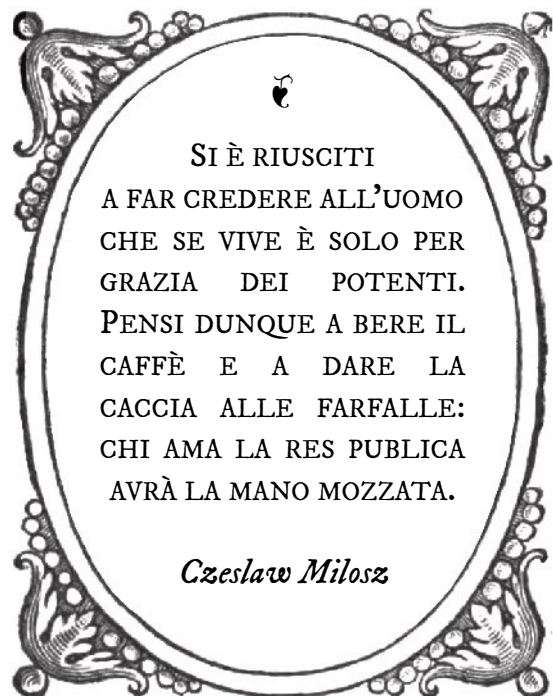 Si è riusciti
a far credere all'uomo
che se vive è solo per
grazia dei potenti.
Pensi dunque a bere il
caffè e a dare la
caccia alle farfalle:
chi ama la res publica
avrà la mano mozzata.
Czeslaw Milosz